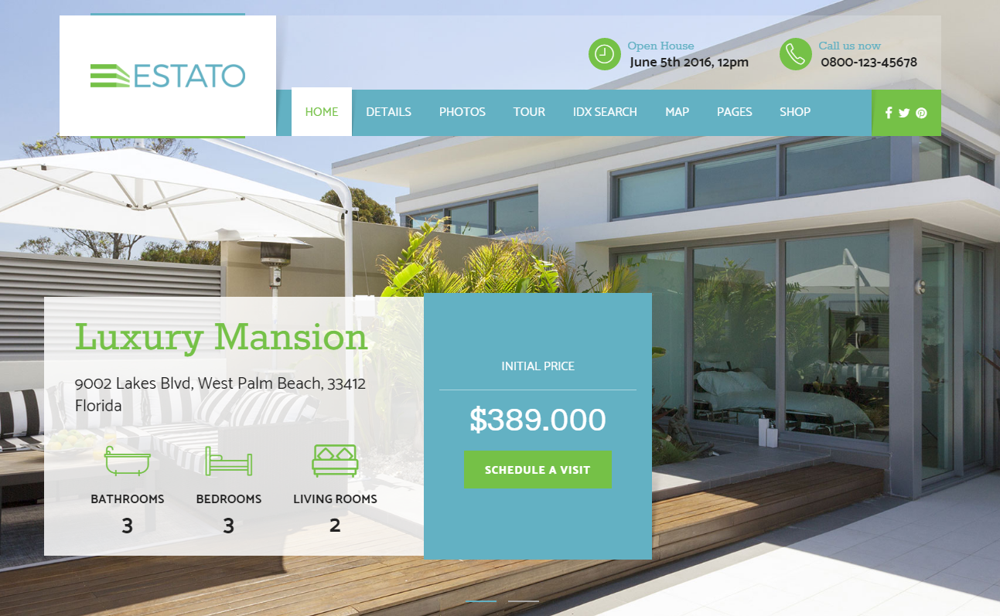 ESTATO
Open House
June 5th 2016, 12pm
Call us now
0800-123-45678
HOME
DETAILS
PHOTOS
TOUR
IDX SEARCH
MAP
PAGES
SHOP
Luxury Mansion
9002 Lakes Blvd, West Palm Beach, 33412
Florida
BATHROOMS
3
BEDROOMS
3
LIVING ROOMS
2
INITIAL PRICE
$389.000
SCHEDULE A VISIT